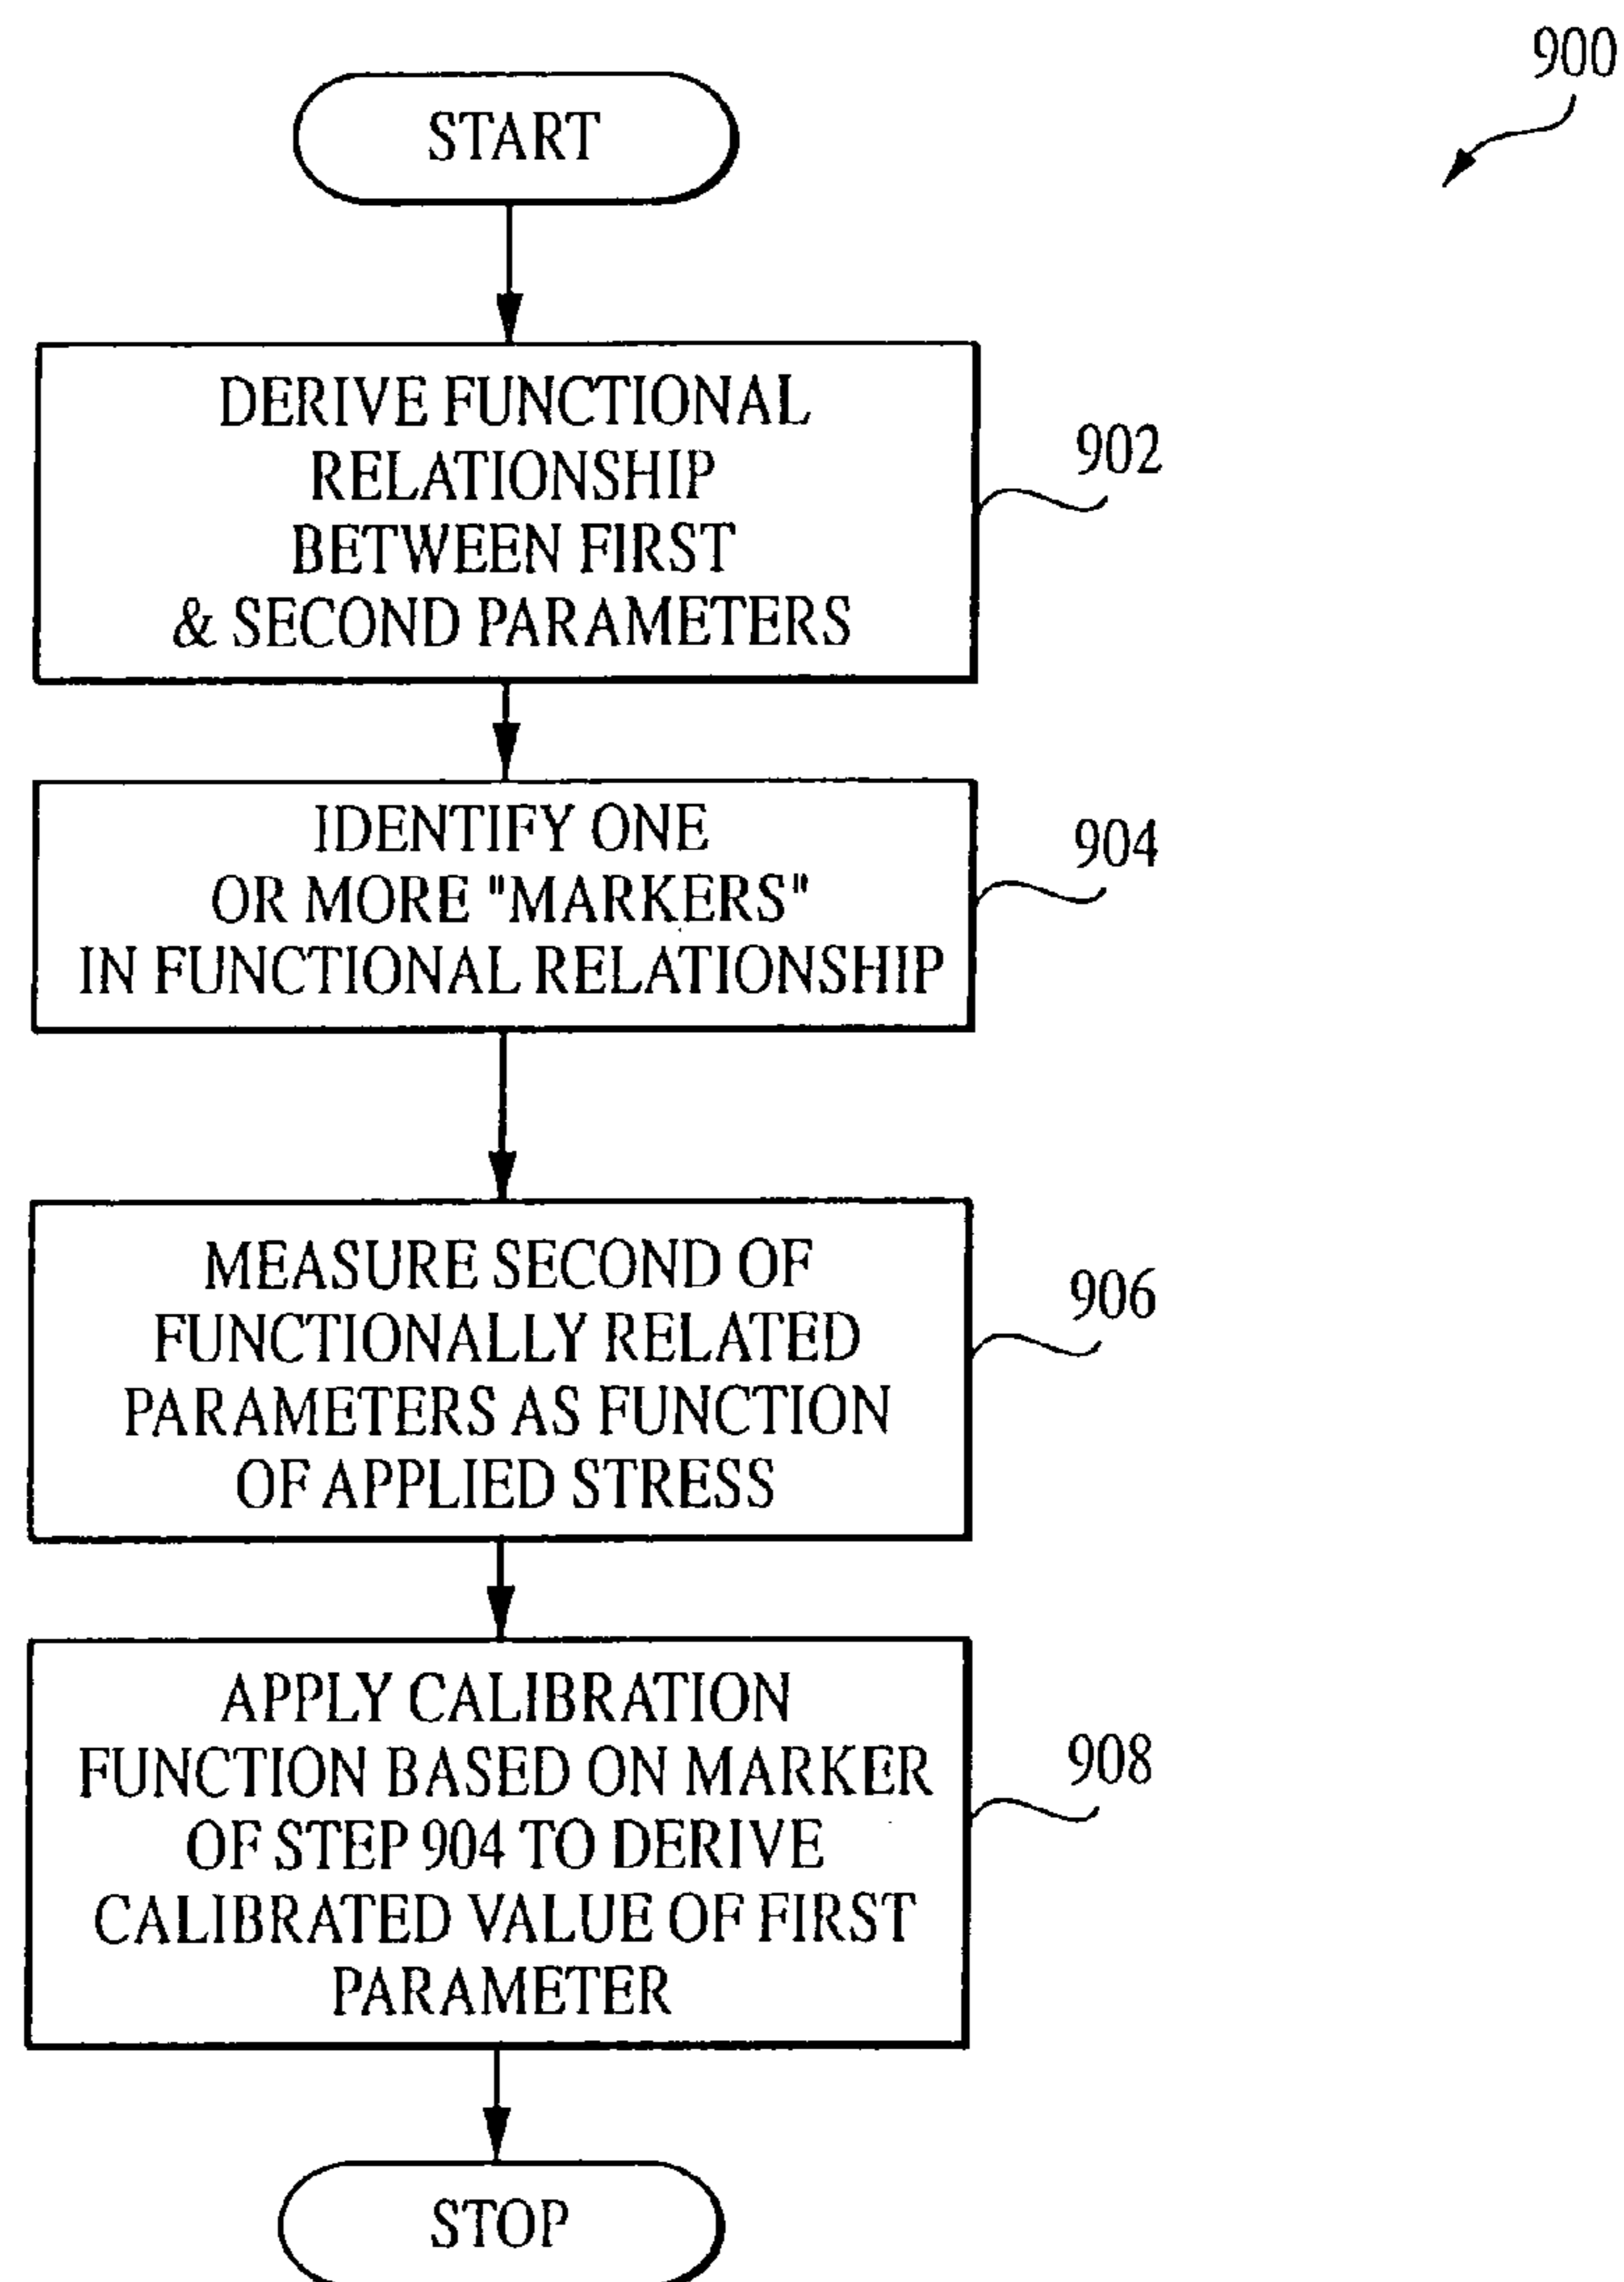 900
START
DERIVE FUNCTIONAL
RELATIONSHIP
BETWEEN FIRST
& SECOND PARAMETERS
902
IDENTIFY ONE
OR MORE "MARKERS"
IN FUNCTIONAL RELATIONSHIP
904
MEASURE SECOND OF
FUNCTIONALLY RELATED
PARAMETERS AS FUNCTION
OF APPLIED STRESS
906
APPLY CALIBRATION
FUNCTION BASED ON MARKER
OF STEP 904 TO DERIVE
CALIBRATED VALUE OF FIRST
PARAMETER
908
STOP